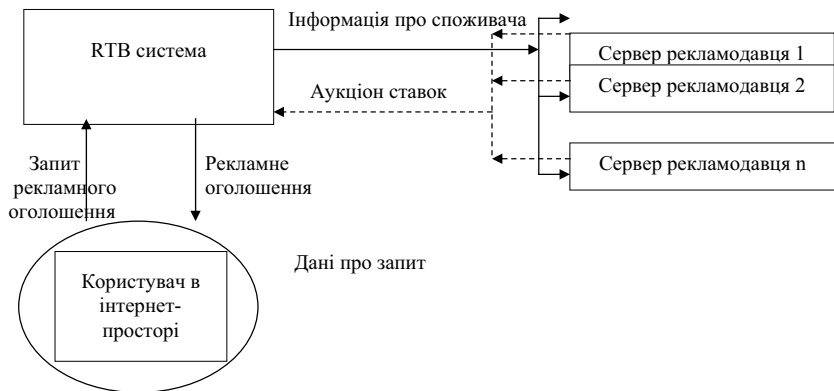 Інформація про споживача
RTB система
Сервер рекламодавця 1
Сервер рекламодавця 2
Аукціон ставок
Запит
рекламного
оголошення
Рекламне
оголошення
Сервер рекламодавця n
Дані про запит
Користувач в
інтернет-
просторі